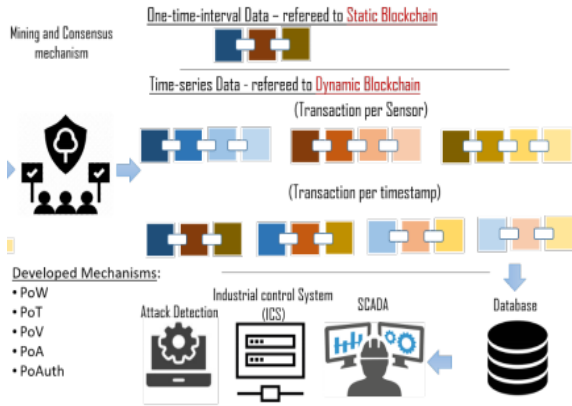 One-time-interval Data – refereed to Static Blockchain
Mining and Consensus
mechanism
Time-series Data - refereed to Dynamic Blockchain
(Transaction per Sensor)
(Transaction per timestamp)
Developed Mechanisms:
• PoW
• PoT
• PoV
• PoA
• PoAuth
Attack Detection
Industrial control System
(ICS)
SCADA
Database